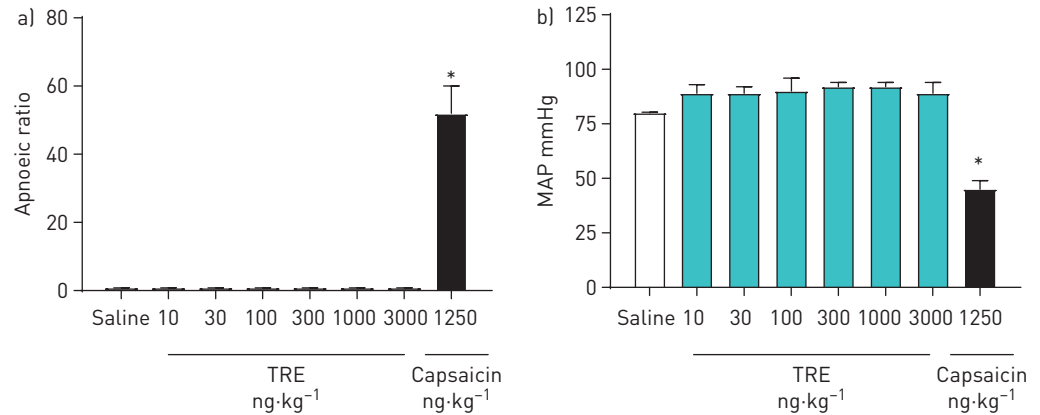 a)
80
60
40
20
0
Apnoeic ratio
*
Saline 10 30 100 300 1000 3000 1250
TRE
ng·kg⁻¹
Capsaicin
ng·kg⁻¹
b)
125
100
75
50
25
0
MAP mmHg
*
Saline 10 30 100 300 1000 3000 1250
TRE
ng·kg⁻¹
Capsaicin
ng·kg⁻¹